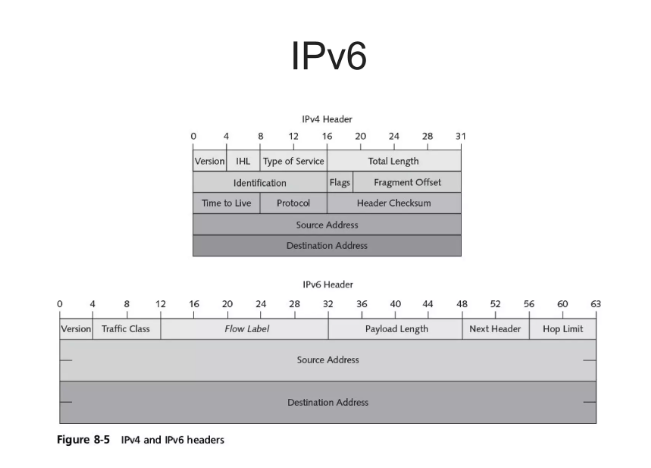 IPv6
IPv4 Header
0 4 8 12 16 20 24 28 31
Version IHL Type of Service Total Length
Identification Flags Fragment Offset
Time to Live Protocol Header Checksum
Source Address
Destination Address
IPv6 Header
0 4 8 12 16 20 24 28 32 36 40 44 48 52 56 60 63
Version Traffic Class Flow Label Payload Length Next Header Hop Limit
Source Address
Destination Address
Figure 8-5 IPv4 and IPv6 headers